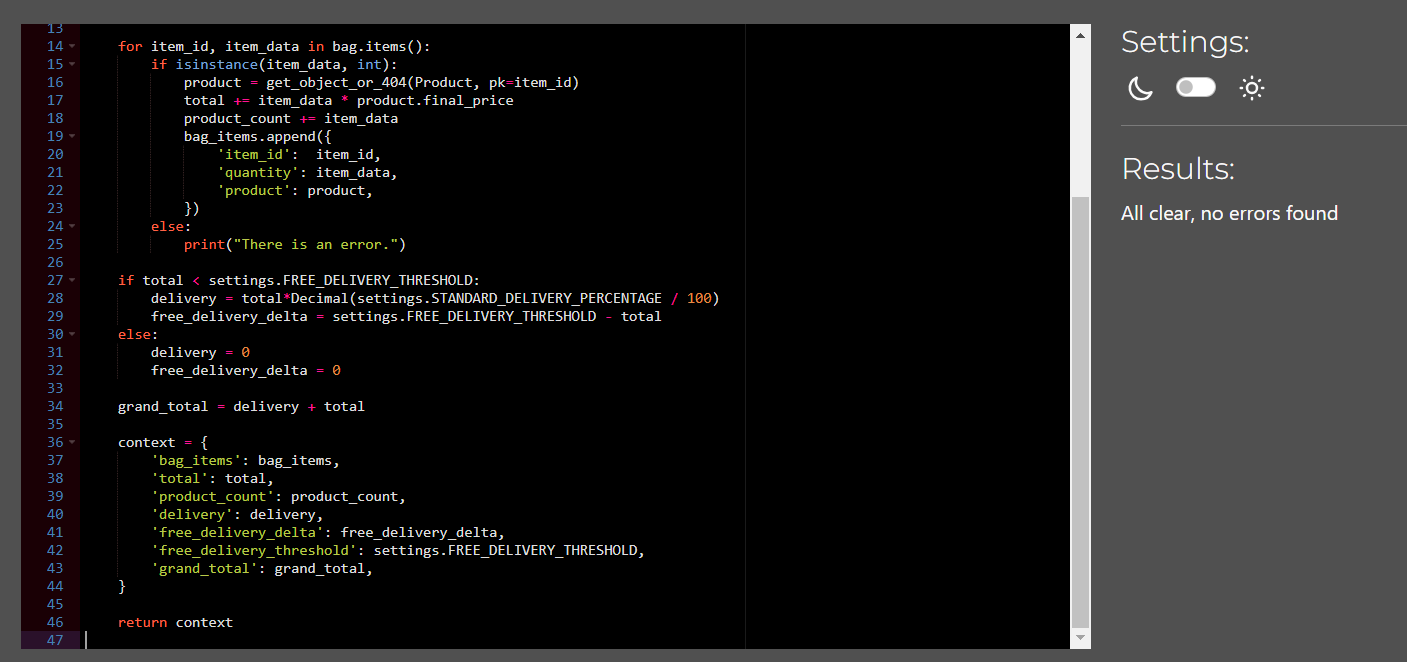 13
14 for item_id, item_data in bag.items():
15 if isinstance(item_data, int):
16 product = get_object_or_404(Product, pk=item_id)
17 total += item_data * product.final_price
18 product_count += item_data
19 bag_items.append({
20 'item_id':  item_id,
21 'quantity': item_data,
22 'product': product,
23 })
24 else:
25 print("There is an error.")
26
27 if total < settings.FREE_DELIVERY_THRESHOLD:
28 delivery = total*Decimal(settings.STANDARD_DELIVERY_PERCENTAGE / 100)
29 free_delivery_delta = settings.FREE_DELIVERY_THRESHOLD - total
30 else:
31 delivery = 0
32 free_delivery_delta = 0
33
34 grand_total = delivery + total
35
36 context = {
37 'bag_items': bag_items,
38 'total': total,
39 'product_count': product_count,
40 'delivery': delivery,
41 'free_delivery_delta': free_delivery_delta,
42 'free_delivery_threshold': settings.FREE_DELIVERY_THRESHOLD,
43 'grand_total': grand_total,
44 }
45
46 return context
47
Settings:
Results:
All clear, no errors found